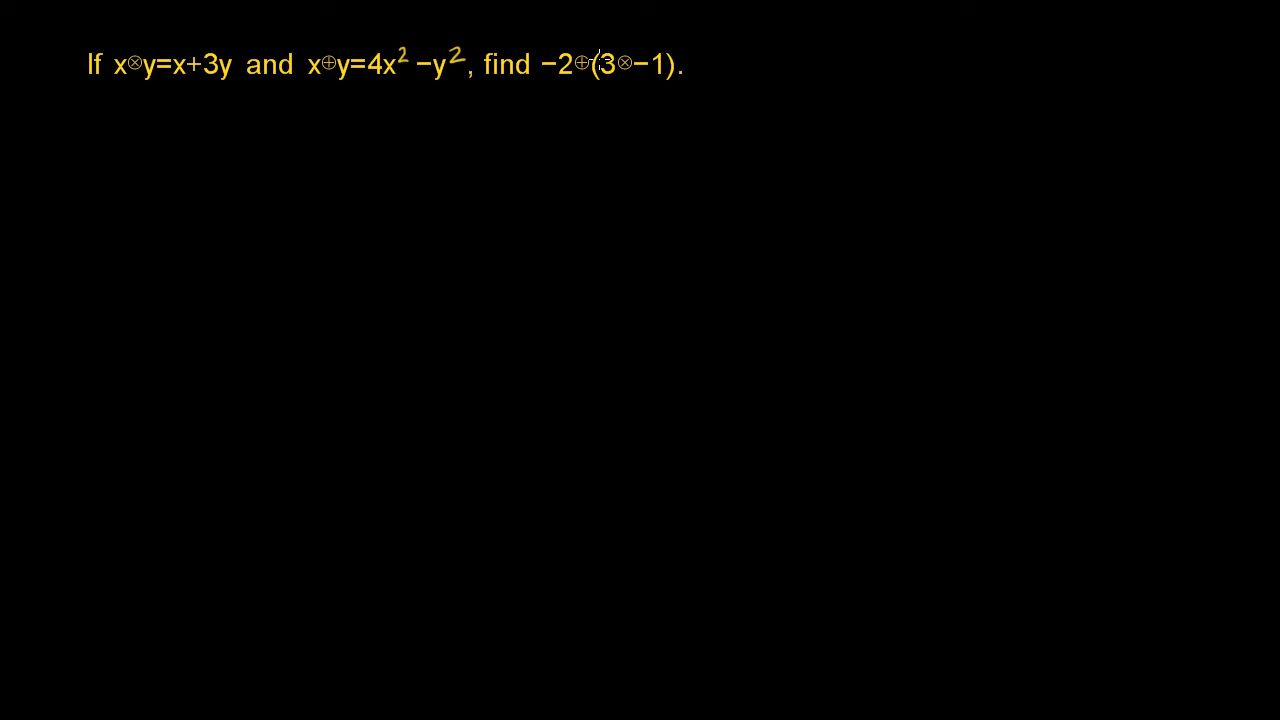 If x⊗y=x+3y and x⊕y=4x² −y², find −2⊕(3⊗−1).